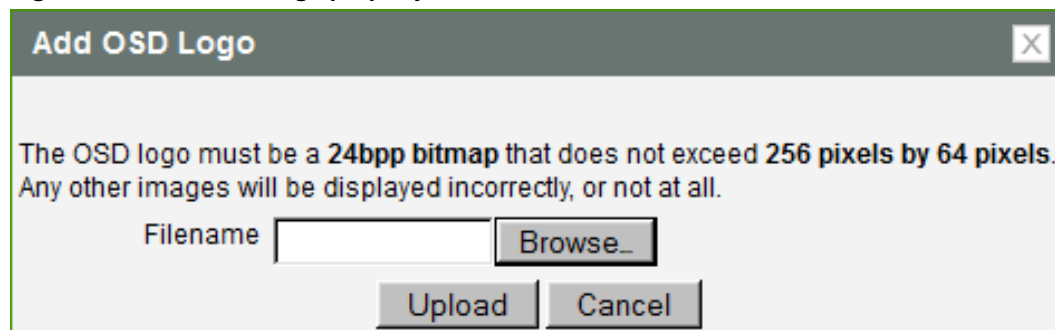 Add OSD Logo X
The OSD logo must be a 24bpp bitmap that does not exceed 256 pixels by 64 pixels.
Any other images will be displayed incorrectly, or not at all.
Filename Browse...
Upload Cancel